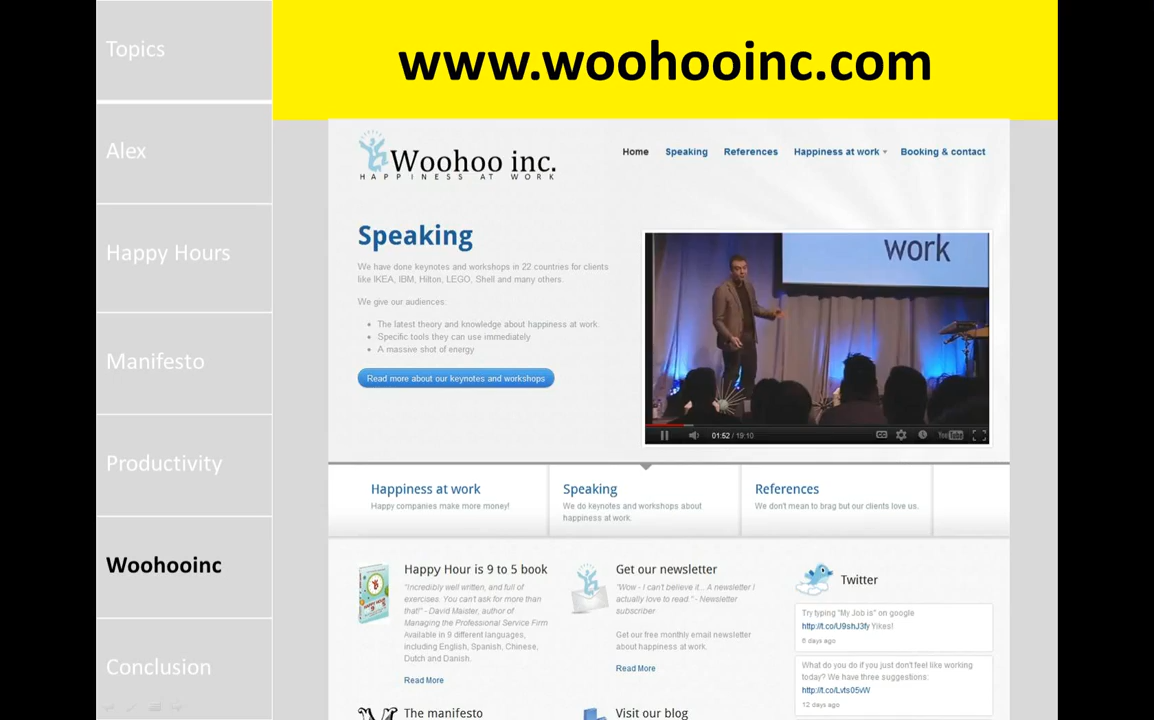 Topics
Alex
Happy Hours
Manifesto
Productivity
Woohooinc
Conclusion
www.woohooinc.com
Woohoo inc.
HAPPINESS AT WORK
Home Speaking References Happiness at work Booking & contact
Speaking
We have done keynotes and workshops in 22 countries for clients
like IKEA, IBM, Hilton, LEGO, Shell and many others.
We give our audiences:
The latest theory and knowledge about happiness at work.
Specific tools they can use immediately
A massive shot of energy
Read more about our keynotes and workshops
work
01:52 / 19:10
CC
YouTube
Happiness at work
Happy companies make more money!
Speaking
We do keynotes and workshops about
happiness at work.
References
We don't mean to brag but our clients love us.
Happy Hour is 9 to 5 book
"Incredibly well written, and full of
exercises. You can't ask for more than
that!" - David Maister, author of
Managing the Professional Service Firm
Available in 9 different languages,
including English, Spanish, Chinese,
Dutch and Danish.
Read More
Get our newsletter
"Wow - I can't believe it... A newsletter I
actually love to read." - Newsletter
subscriber
Get our free monthly email newsletter
about happiness at work.
Read More
Twitter
Try typing "My Job is" on google
http://t.co/U9shJ3fy Yikes!
6 days ago
What do you do if you just don't feel like working
today? We have three suggestions:
http://t.co/Lvts05vW
12 days ago
The manifesto
Visit our blog